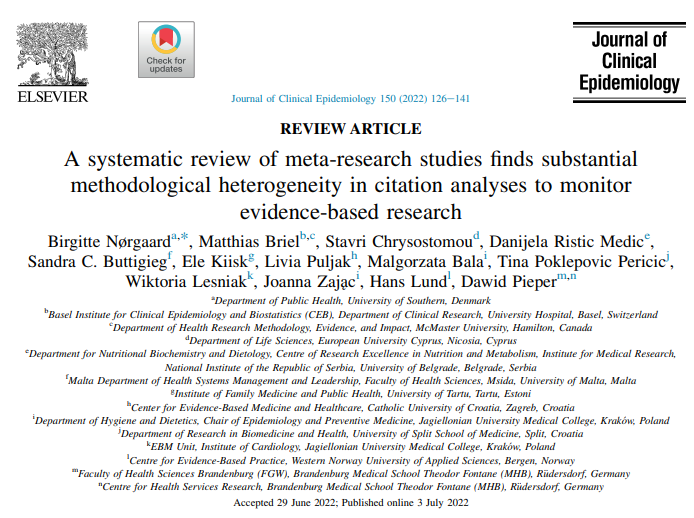 ELSEVIER
Check for
updates
Journal of
Clinical
Epidemiology
Journal of Clinical Epidemiology 150 (2022) 126–141
REVIEW ARTICLE
A systematic review of meta-research studies finds substantial
methodological heterogeneity in citation analyses to monitor
evidence-based research
Birgitte Nørgaardᵃ,*, Matthias Brielᵇ,ᶜ, Stavri Chrysostomouᵈ, Danijela Ristic Medicᵉ,
Sandra C. Buttigiegᶠ, Ele Kiiskᵍ, Livia Puljakʰ, Malgorzata Balaⁱ, Tina Poklepovic Pericicʲ,
Wiktoria Lesniakᵏ, Joanna Zającⁱ, Hans Lundˡ, Dawid Pieperᵐ,ⁿ
ᵃDepartment of Public Health, University of Southern, Denmark
ᵇBasel Institute for Clinical Epidemiology and Biostatistics (CEB), Department of Clinical Research, University Hospital, Basel, Switzerland
ᶜDepartment of Health Research Methodology, Evidence, and Impact, McMaster University, Hamilton, Canada
ᵈDepartment of Life Sciences, European University Cyprus, Nicosia, Cyprus
ᵉDepartment for Nutritional Biochemistry and Dietology, Centre of Research Excellence in Nutrition and Metabolism, Institute for Medical Research,
National Institute of the Republic of Serbia, University of Belgrade, Belgrade, Serbia
ᶠMalta Department of Health Systems Management and Leadership, Faculty of Health Sciences, Msida, University of Malta, Malta
ᵍInstitute of Family Medicine and Public Health, University of Tartu, Tartu, Estoni
ʰCenter for Evidence-Based Medicine and Healthcare, Catholic University of Croatia, Zagreb, Croatia
ⁱDepartment of Hygiene and Dietetics, Chair of Epidemiology and Preventive Medicine, Jagiellonian University Medical College, Kraków, Poland
ʲDepartment of Research in Biomedicine and Health, University of Split School of Medicine, Split, Croatia
ᵏEBM Unit, Institute of Cardiology, Jagiellonian University Medical College, Kraków, Poland
ˡCentre for Evidence-Based Practice, Western Norway University of Applied Sciences, Bergen, Norway
ᵐFaculty of Health Sciences Brandenburg (FGW), Brandenburg Medical School Theodor Fontane (MHB), Rüdersdorf, Germany
ⁿCentre for Health Services Research, Brandenburg Medical School Theodor Fontane (MHB), Rüdersdorf, Germany
Accepted 29 June 2022; Published online 3 July 2022